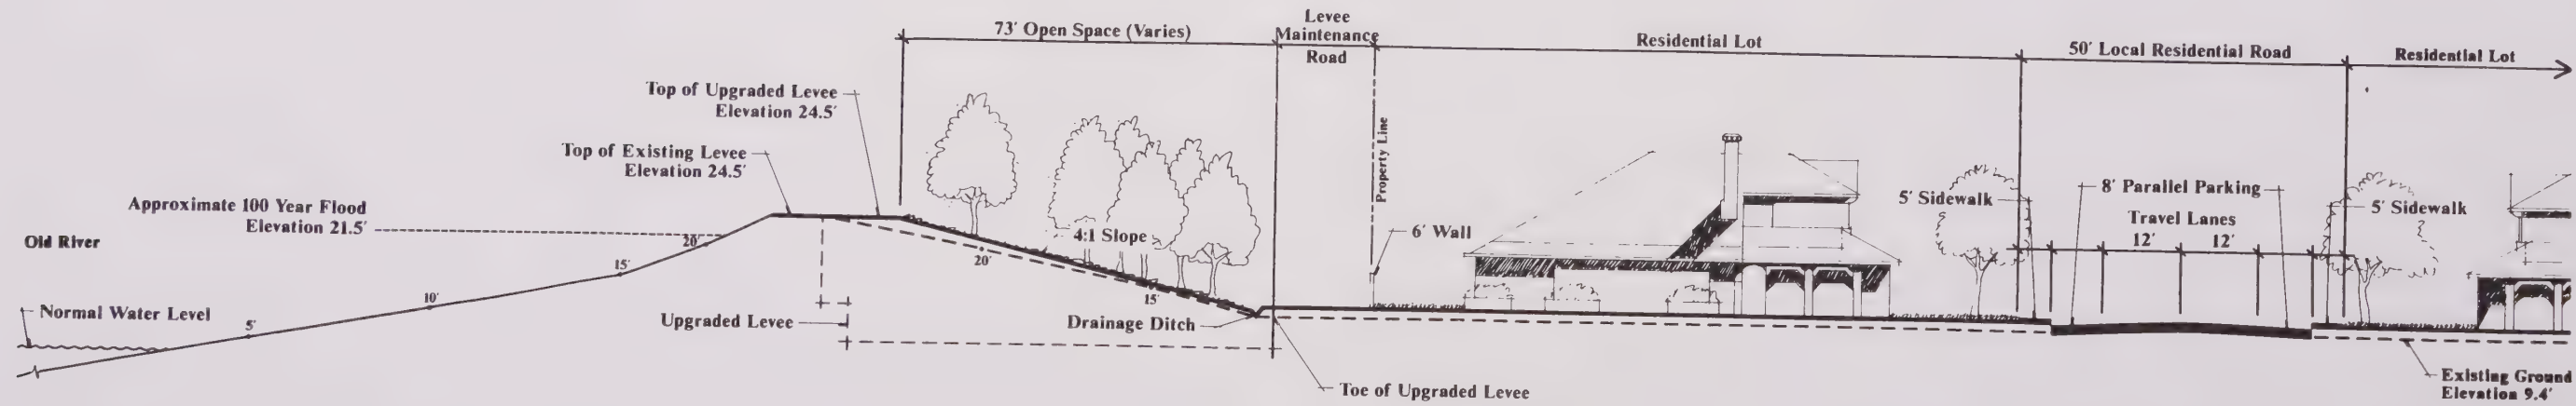 73' Open Space (Varies)
Levee
Maintenance
Road
Residential Lot
50' Local Residential Road
Residential Lot
Top of Upgraded Levee
Elevation 24.5'
Top of Existing Levee
Elevation 24.5'
Approximate 100 Year Flood
Elevation 21.5'
Old River
Normal Water Level
5'
10'
15'
20'
4:1 Slope
20'
15'
Upgraded Levee
Drainage Ditch
Toe of Upgraded Levee
Property Line
6' Wall
5' Sidewalk
8' Parallel Parking
Travel Lanes
12' 12'
5' Sidewalk
Existing Ground
Elevation 9.4'